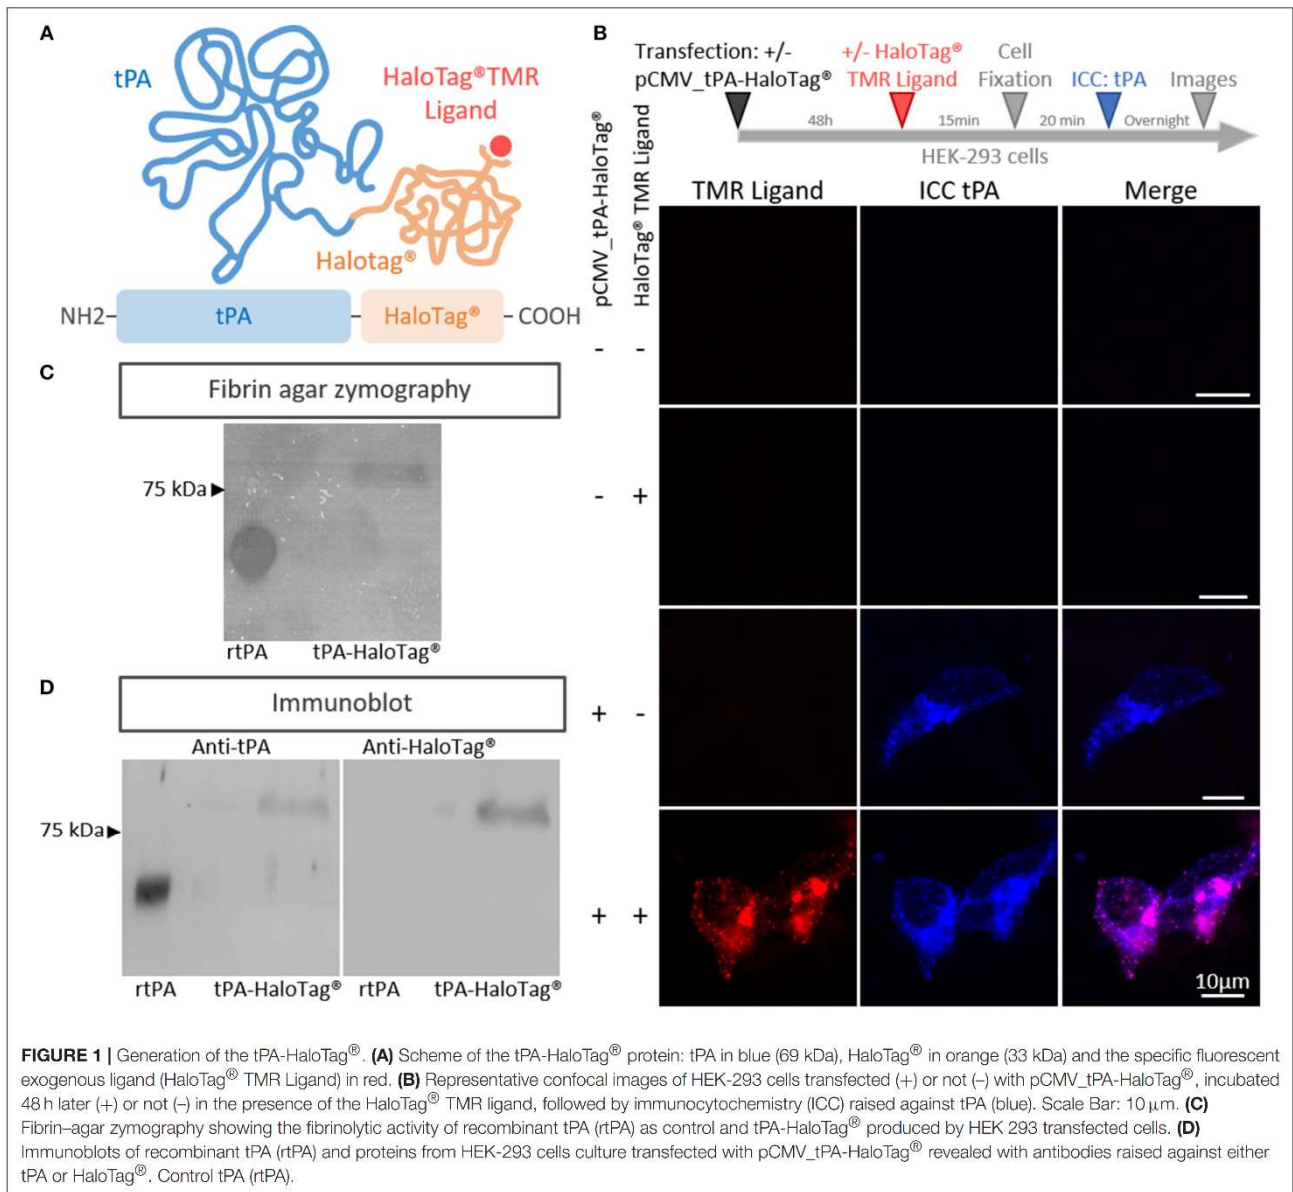 A
tPA
HaloTag®TMR
Ligand
Halotag®
NH2
tPA
HaloTag®
COOH
B
Transfection: +/-
pCMV_tPA-HaloTag®
+/- HaloTag®
TMR Ligand
Cell
Fixation
ICC: tPA
Images
48h
15min
20 min
Overnight
HEK-293 cells
pCMV_tPA-HaloTag®
HaloTag® TMR Ligand
TMR Ligand
ICC tPA
Merge
- -
- +
+ -
+ +
10µm
C
Fibrin agar zymography
75 kDa
rtPA
tPA-HaloTag®
D
Immunoblot
Anti-tPA
Anti-HaloTag®
75 kDa
rtPA
tPA-HaloTag®
rtPA
tPA-HaloTag®
FIGURE 1 | Generation of the tPA-HaloTag®. (A) Scheme of the tPA-HaloTag® protein: tPA in blue (69 kDa), HaloTag® in orange (33 kDa) and the specific fluorescent
exogenous ligand (HaloTag® TMR Ligand) in red. (B) Representative confocal images of HEK-293 cells transfected (+) or not (–) with pCMV_tPA-HaloTag®, incubated
48 h later (+) or not (–) in the presence of the HaloTag® TMR ligand, followed by immunocytochemistry (ICC) raised against tPA (blue). Scale Bar: 10 µm. (C)
Fibrin–agar zymography showing the fibrinolytic activity of recombinant tPA (rtPA) as control and tPA-HaloTag® produced by HEK 293 transfected cells. (D)
Immunoblots of recombinant tPA (rtPA) and proteins from HEK-293 cells culture transfected with pCMV_tPA-HaloTag® revealed with antibodies raised against either
tPA or HaloTag®. Control tPA (rtPA).